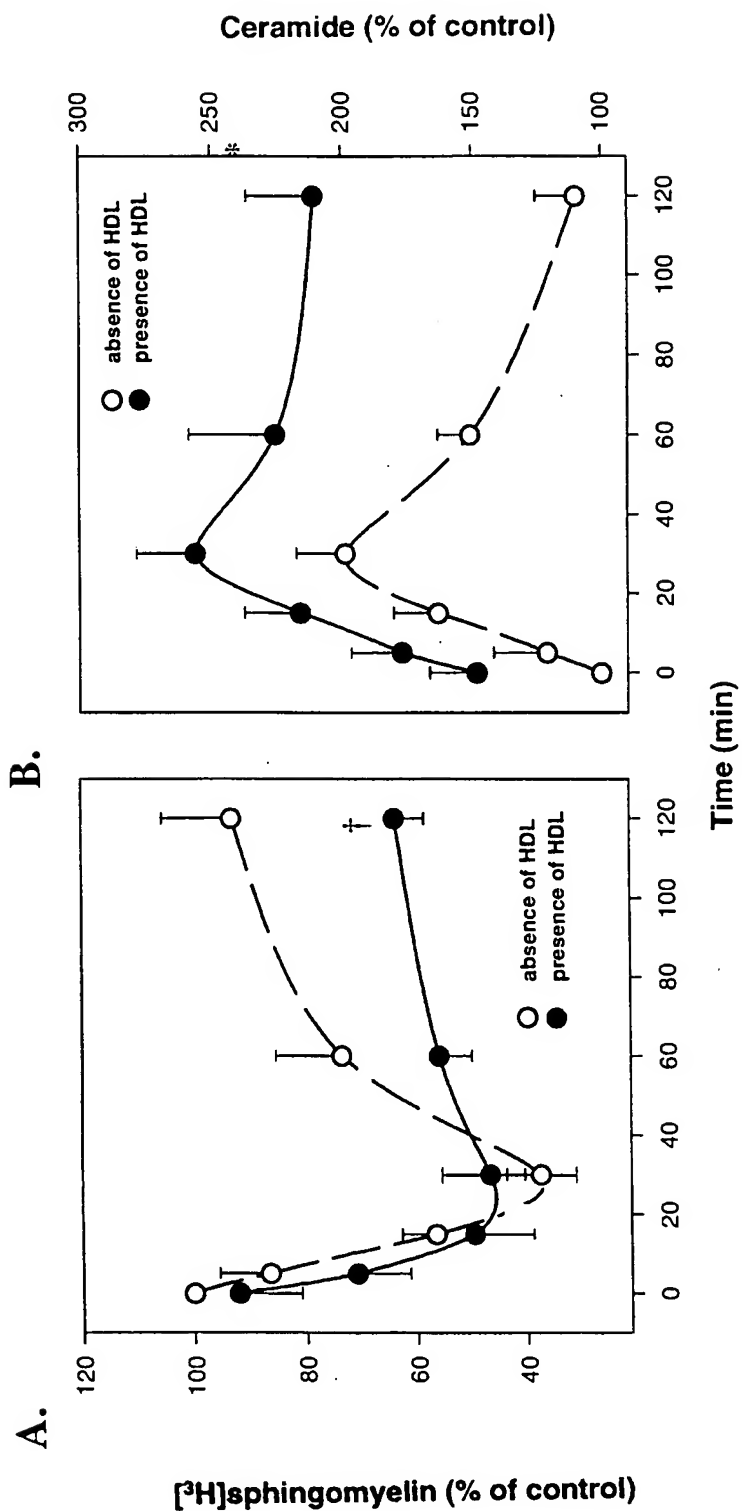 A.
[³H]sphingomyelin (% of control)
120
100
80
60
40
0
20
40
60
80
100
120
absence of HDL
presence of HDL
†
B.
Ceramide (% of control)
300
250
200
150
100
*
0
20
40
60
80
100
120
absence of HDL
presence of HDL
Time (min)